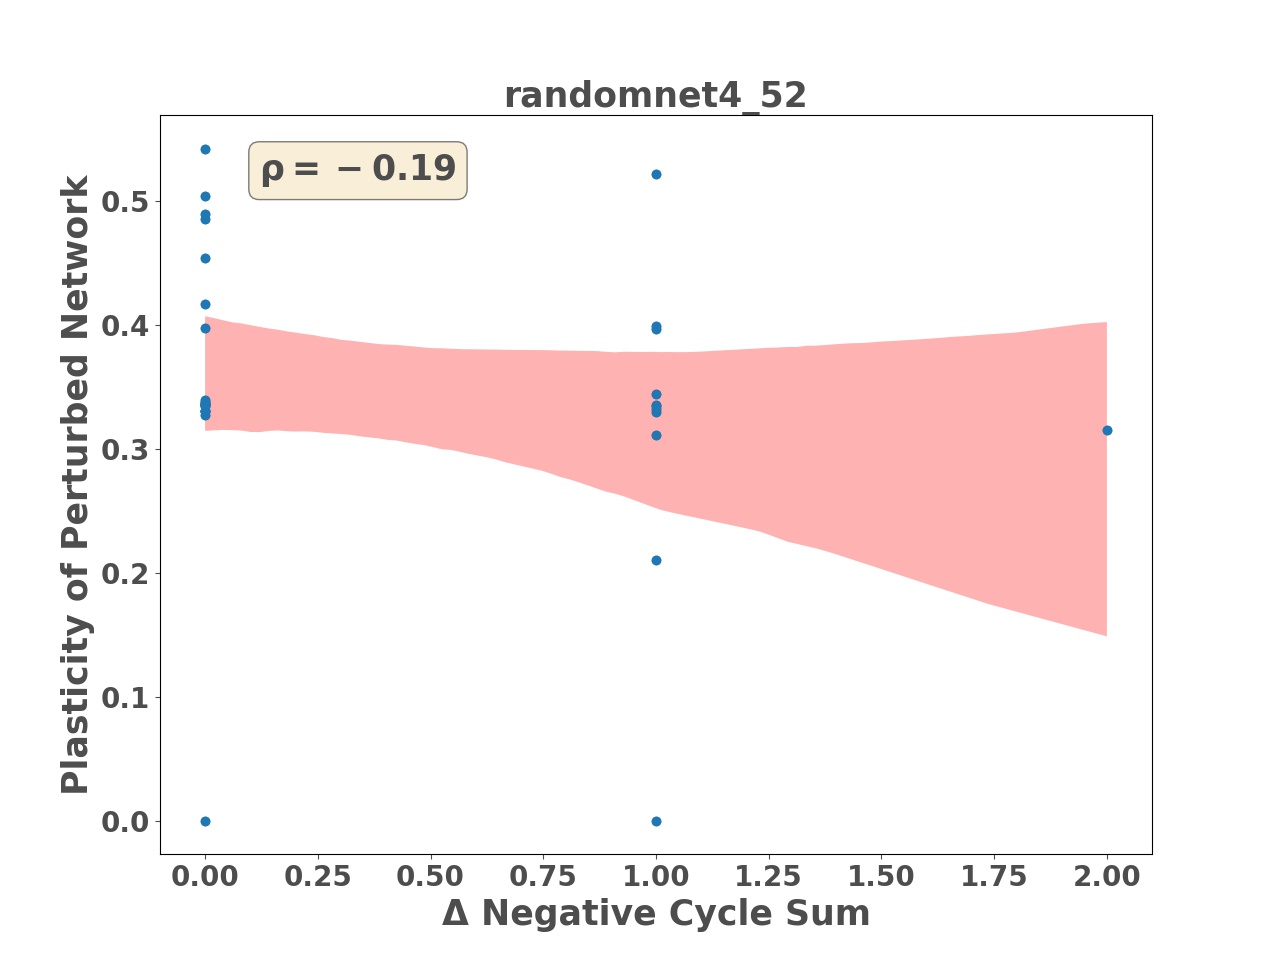 randomnet4_52
ρ = − 0.19
Plasticity of Perturbed Network
0.5
0.4
0.3
0.2
0.1
0.0
0.00 0.25 0.50 0.75 1.00 1.25 1.50 1.75 2.00
Δ Negative Cycle Sum